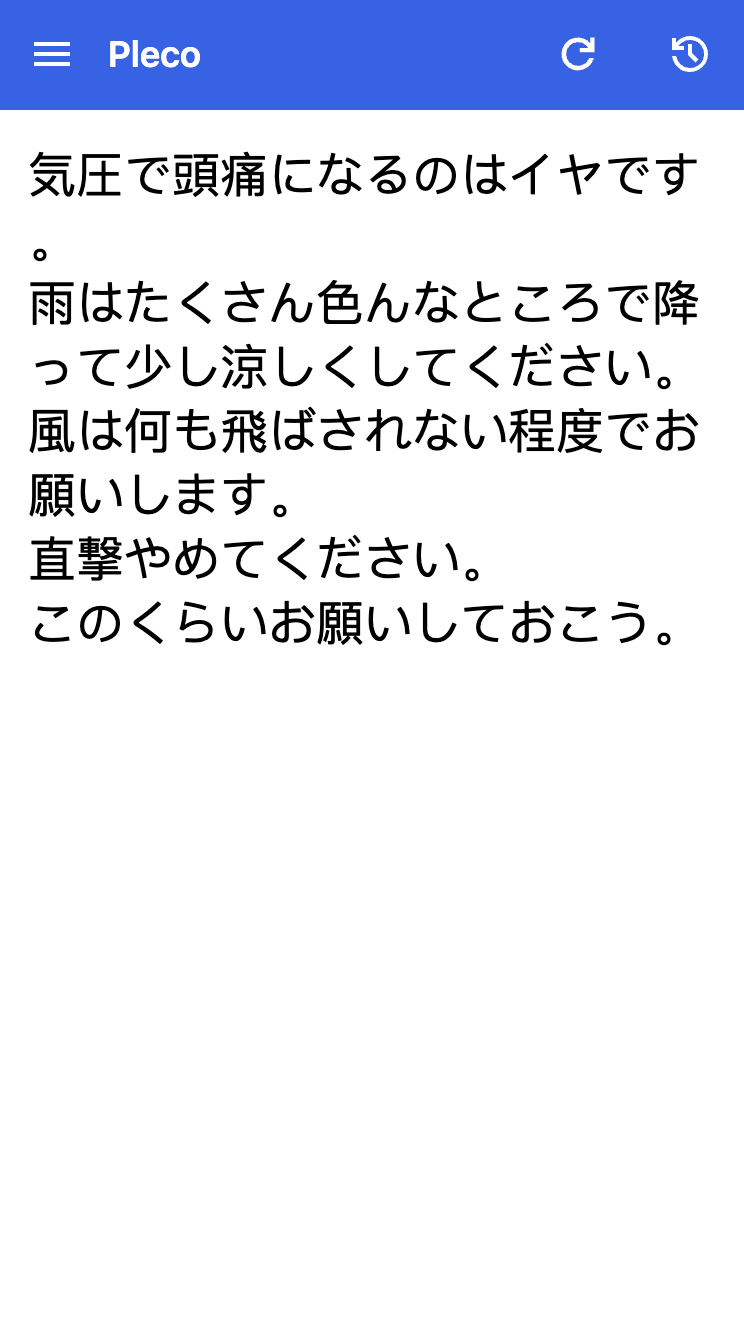 Pleco
気圧で頭痛になるのはイヤです
。
雨はたくさん色んなところで降
って少し涼しくしてください。
風は何も飛ばされない程度でお
願いします。
直撃やめてください。
このくらいお願いしておこう。